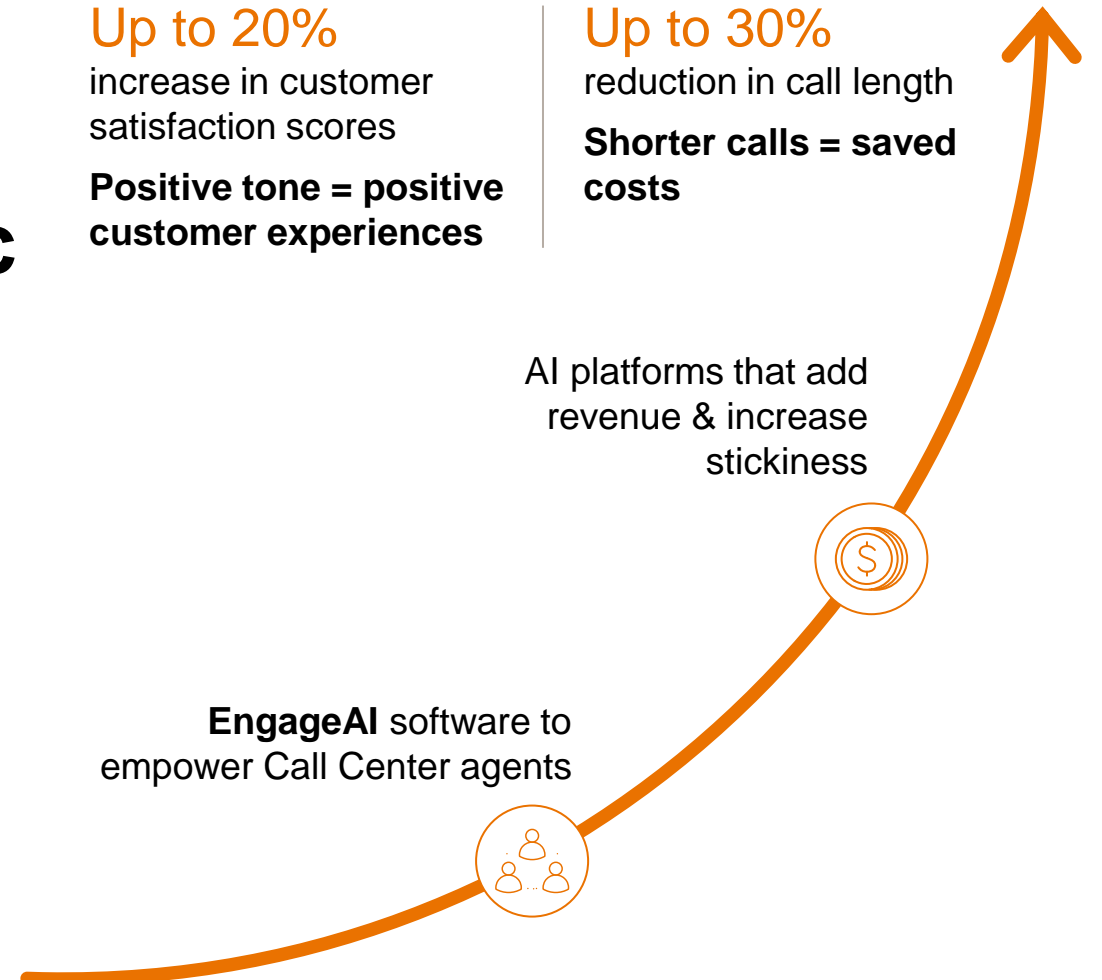 Up to 20%
increase in customer
satisfaction scores
Positive tone = positive
customer experiences
Up to 30%
reduction in call length
Shorter calls = saved
costs
c
AI platforms that add
revenue & increase
stickiness
$
EngageAI software to
empower Call Center agents